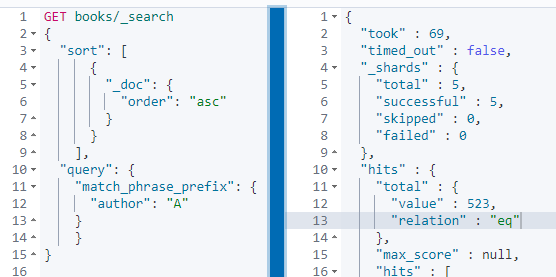 1 GET books/_search
2 {
3 "sort": [
4 {
5 "_doc": {
6 "order": "asc"
7 }
8 }
9 ],
10 "query": {
11 "match_phrase_prefix": {
12 "author": "A"
13 }
14 }
15 }
1 {
2 "took" : 69,
3 "timed_out" : false,
4 "_shards" : {
5 "total" : 5,
6 "successful" : 5,
7 "skipped" : 0,
8 "failed" : 0
9 },
10 "hits" : {
11 "total" : {
12 "value" : 523,
13 "relation" : "eq"
14 },
15 "max_score" : null,
16 "hits" : [